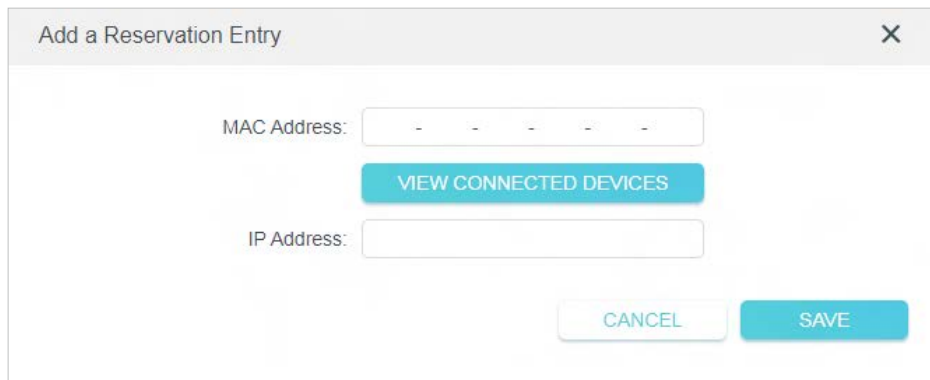 Add a Reservation Entry
MAC Address: - - - - -
VIEW CONNECTED DEVICES
IP Address:
CANCEL SAVE